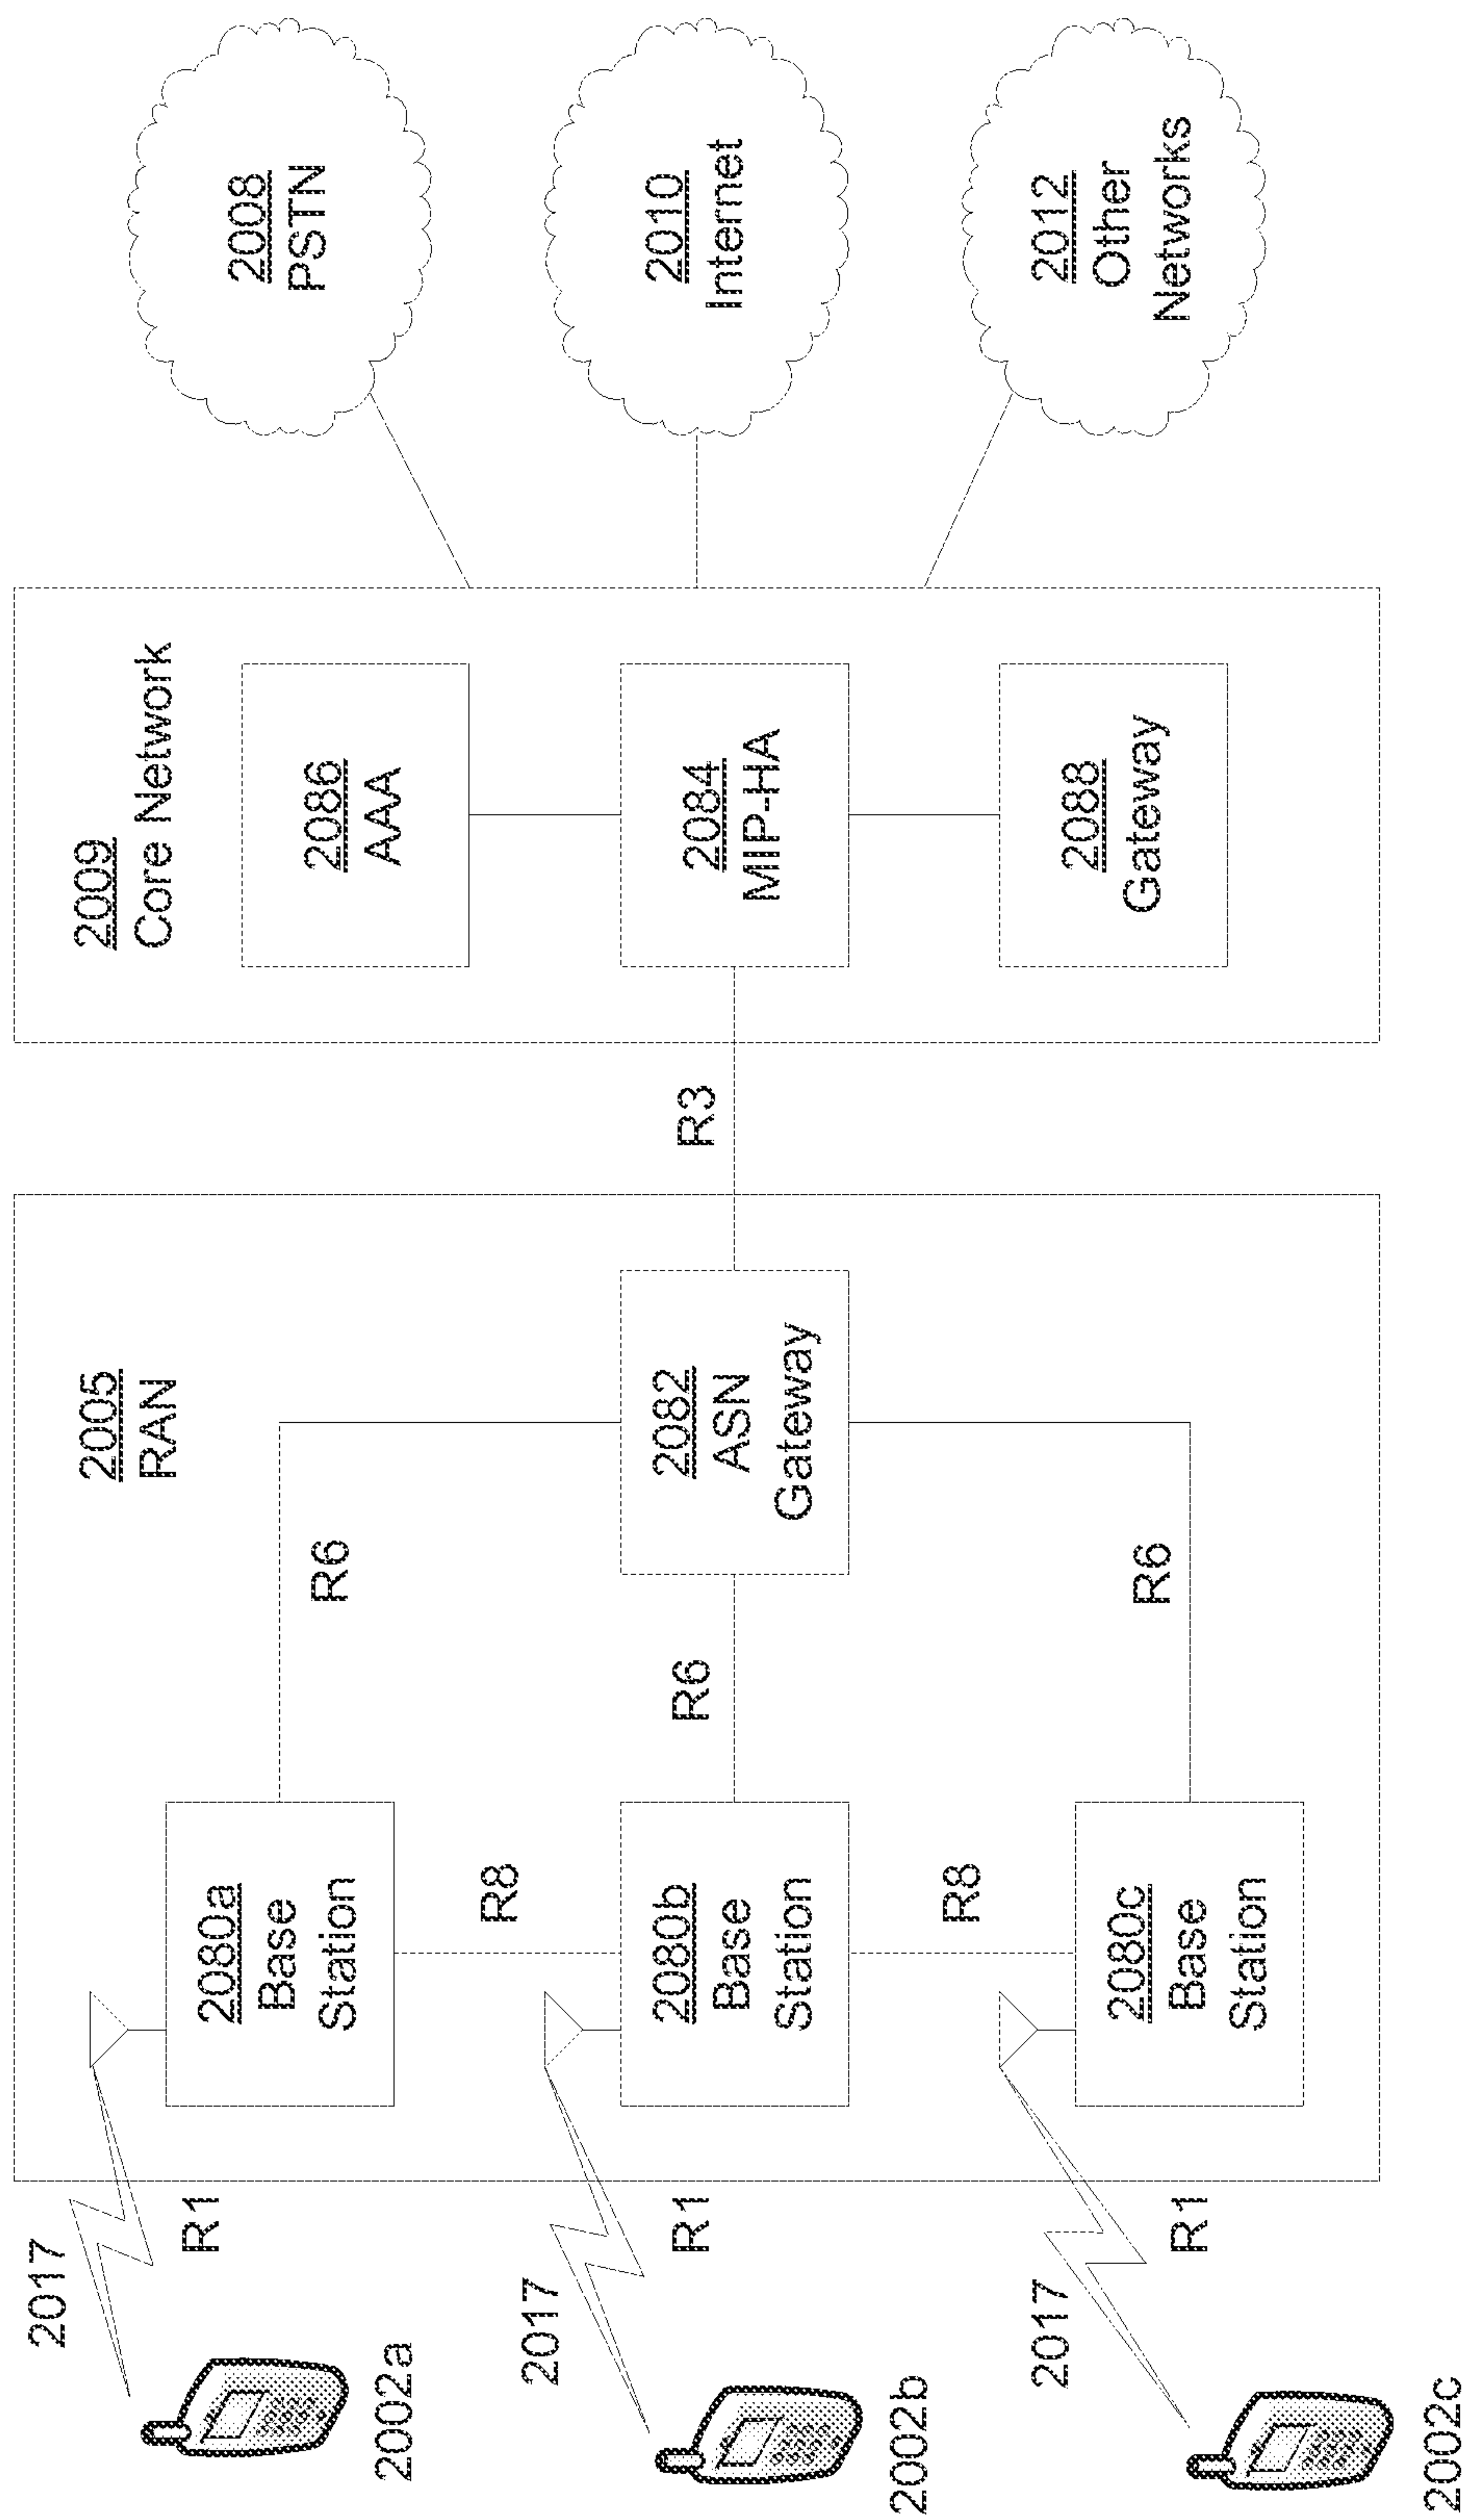 2017
2002a
R1
2080a
Base
Station
R6
2005
RAN
2017
2002b
R1
R8
2080b
Base
Station
R6
2082
ASN
Gateway
2017
2002c
R1
R8
2080c
Base
Station
R6
R3
2009
Core Network
2086
AAA
2084
MIP-HA
2088
Gateway
2008
PSTN
2010
Internet
2012
Other
Networks